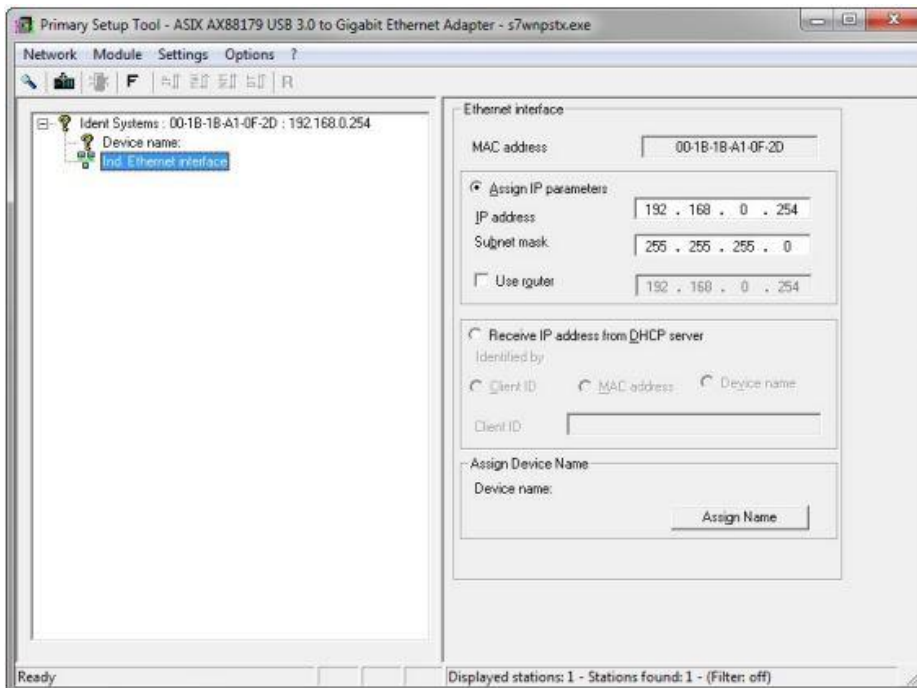 Primary Setup Tool - ASIX AX88179 USB 3.0 to Gigabit Ethernet Adapter - s7wnpstx.exe
Network Module Settings Options ?
F R
Ident Systems : 00-1B-1B-A1-0F-2D : 192.168.0.254
Device name:
Ind. Ethernet interface
Ethernet interface
MAC address 00-1B-1B-A1-0F-2D
Assign IP parameters
IP address 192 . 168 . 0 . 254
Subnet mask 255 . 255 . 255 . 0
Use router 192 . 168 . 0 . 254
Receive IP address from DHCP server
Identified by
Client ID MAC address Device name
Client ID
Assign Device Name
Device name:
Assign Name
Ready Displayed stations: 1 - Stations found: 1 - (Filter: off)